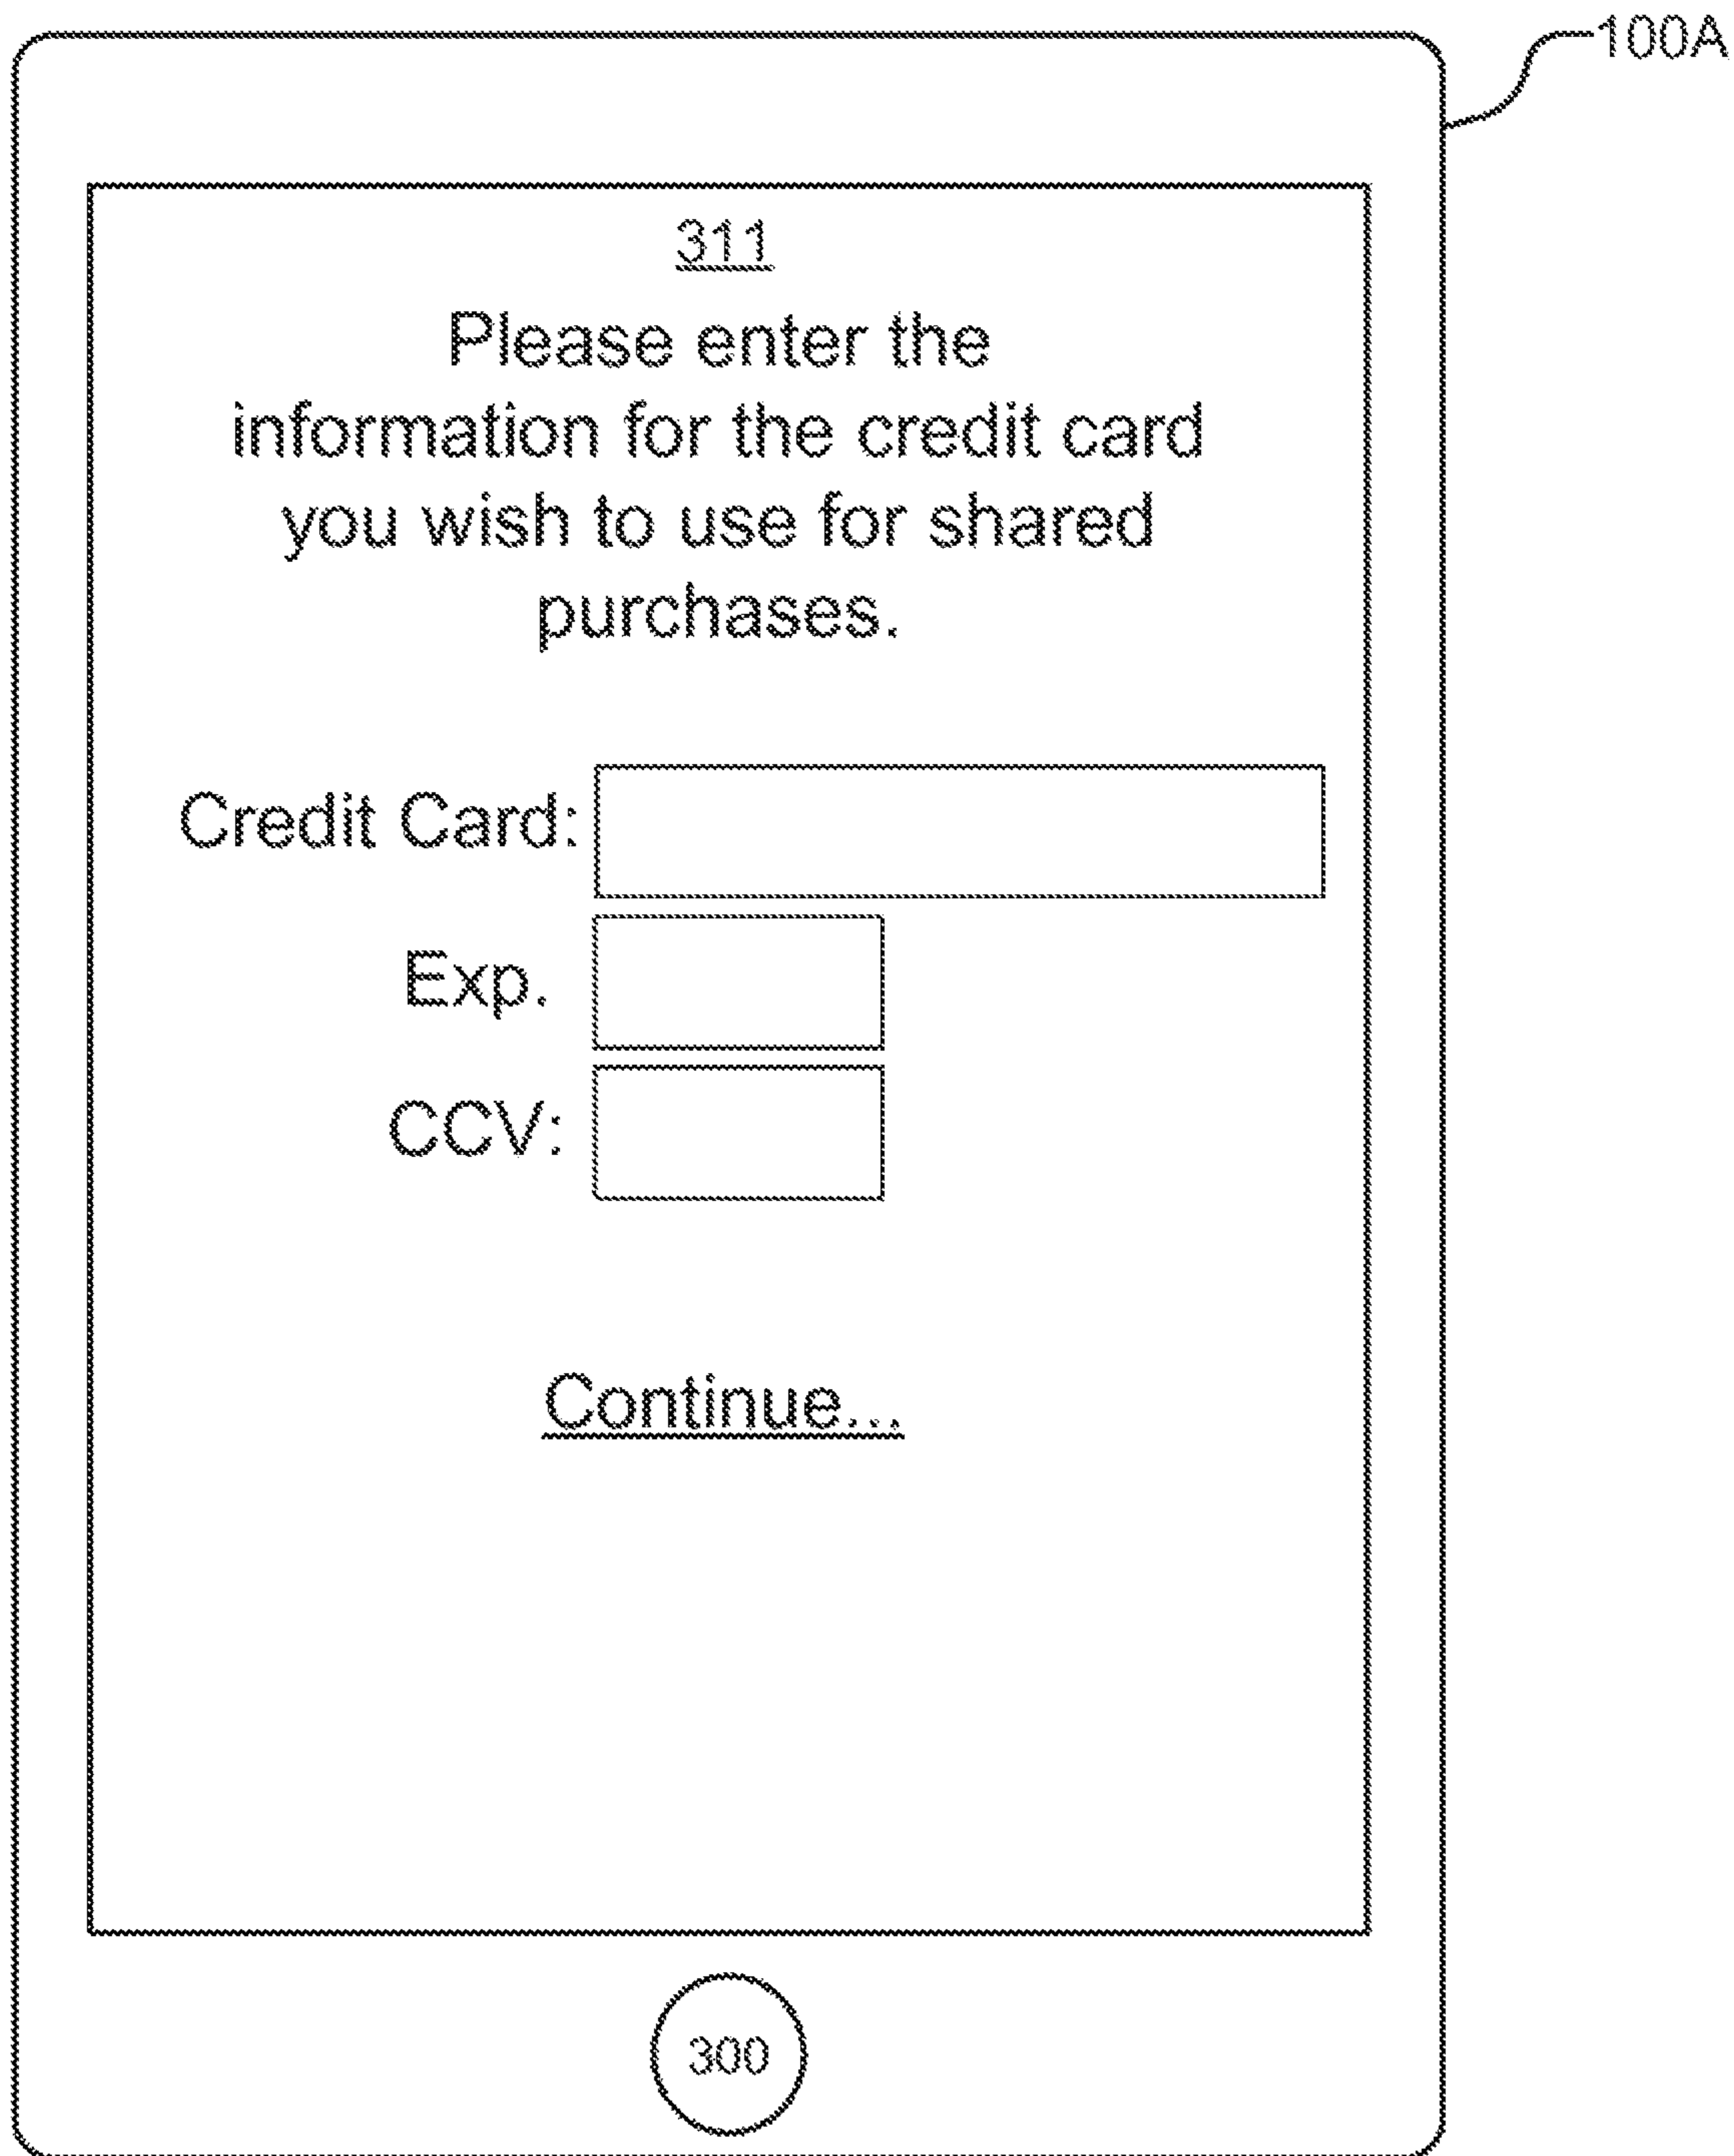 100A
311
Please enter the
information for the credit card
you wish to use for shared
purchases.
Credit Card:
Exp.
CCV:
Continue...
300